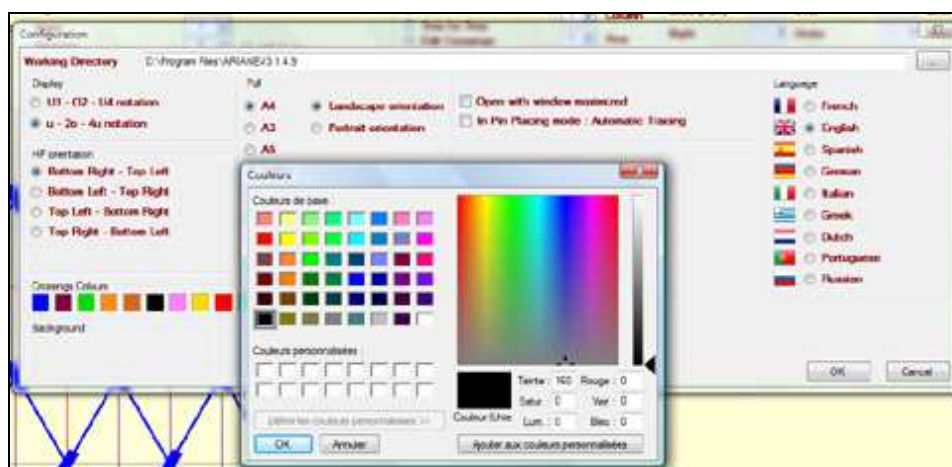 Configuration
Working Directory C:\Program Files\ARIANEV3 1 4.9 ...
Display
U1 - O2 - U4 notation
u - 2o - 4u notation
HF orientation
Bottom Right - Top Left
Bottom Left - Top Right
Top Left - Bottom Right
Top Right - Bottom Left
A4
A3
A5
Landscape orientation
Portrait orientation
Open with window maximized
In Pin Placing mode : Automatic Tracing
Language
French
English
Spanish
German
Italian
Greek
Dutch
Portuguese
Russian
Drawings Colours
Background
OK Cancel
Couleurs
Couleurs de base
Couleurs personnalisées
Définir les couleurs personnalisées >>
OK Annuler
Couleur|Unie
Teinte : 160 Rouge : 0
Satur. : 0 Vert : 0
Lum. : 0 Bleu : 0
Ajouter aux couleurs personnalisées